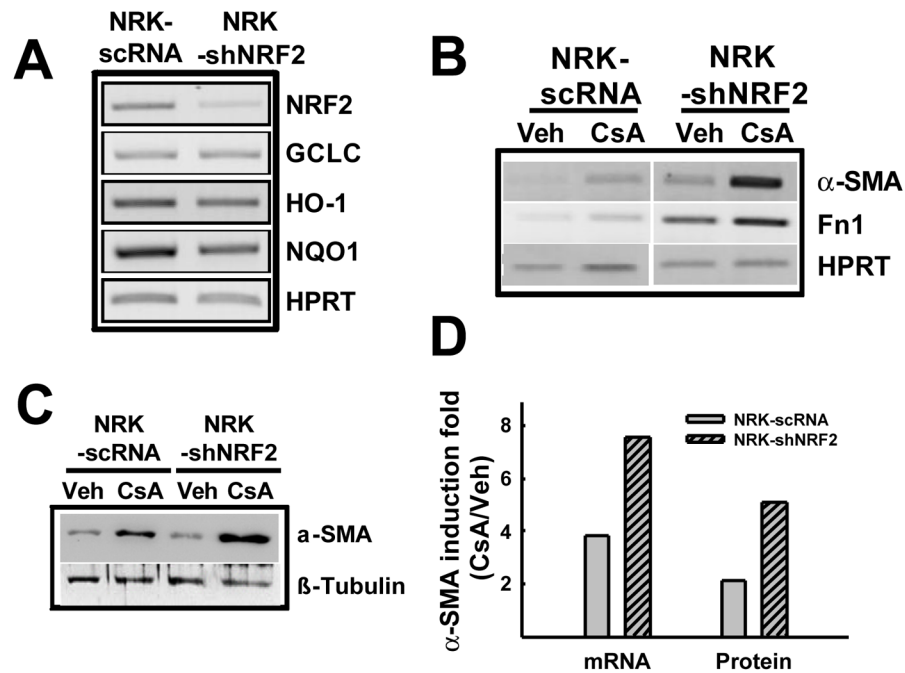 A
NRK-
scRNA
NRK
-shNRF2
NRF2
GCLC
HO-1
NQO1
HPRT
B
NRK-
scRNA
NRK
-shNRF2
Veh CsA Veh CsA
α-SMA
Fn1
HPRT
C
NRK
-scRNA
NRK
-shNRF2
Veh CsA Veh CsA
a-SMA
ß-Tubulin
D
α-SMA induction fold
(CsA/Veh)
8
6
4
2
NRK-scRNA
NRK-shNRF2
mRNA Protein